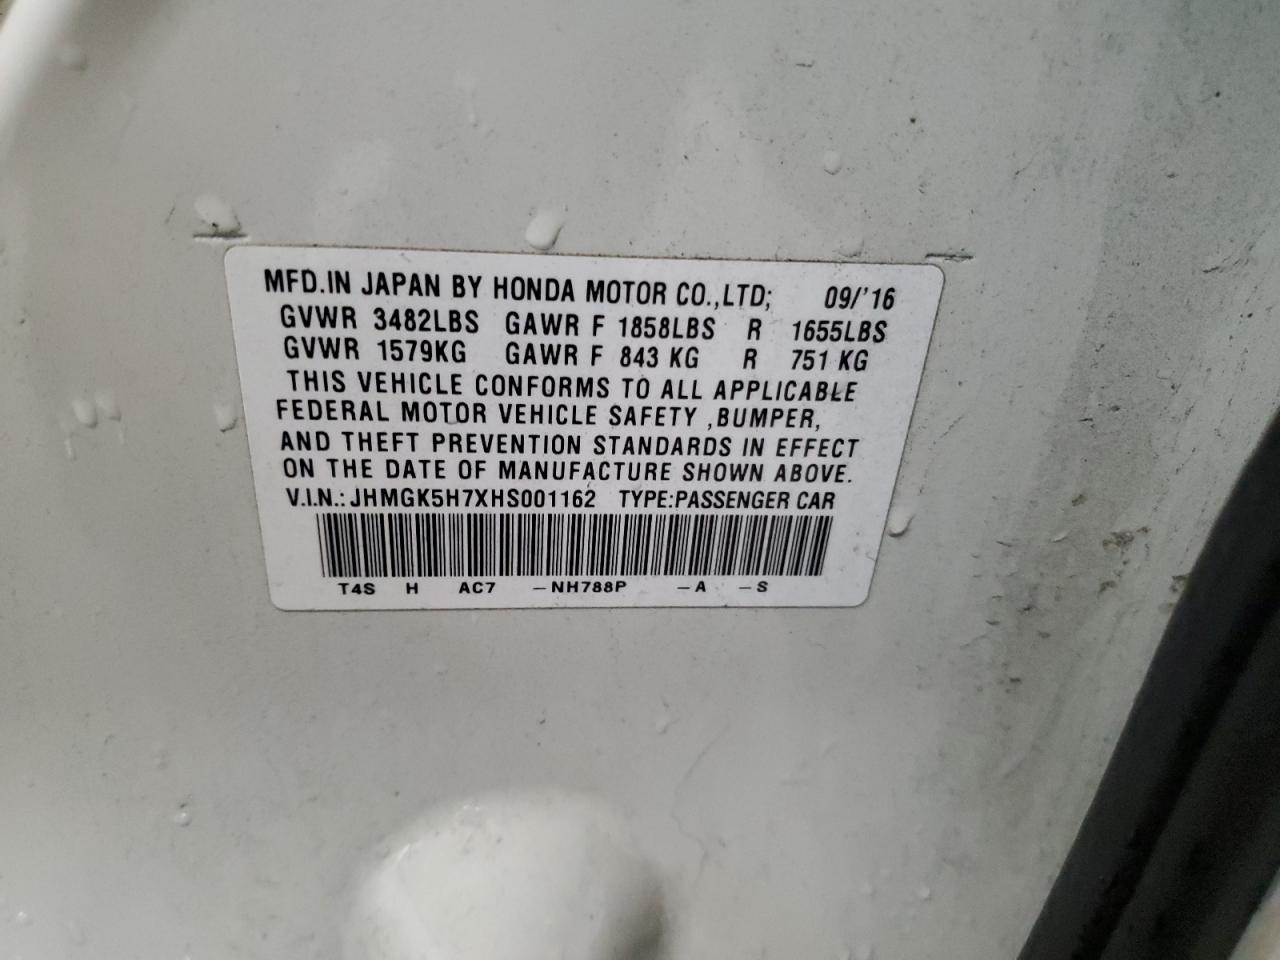 MFD.IN JAPAN BY HONDA MOTOR CO.,LTD; 09/'16
GVWR 3482LBS GAWR F 1858LBS R 1655LBS
GVWR 1579KG GAWR F 843 KG R 751 KG
THIS VEHICLE CONFORMS TO ALL APPLICABLE
FEDERAL MOTOR VEHICLE SAFETY ,BUMPER,
AND THEFT PREVENTION STANDARDS IN EFFECT
ON THE DATE OF MANUFACTURE SHOWN ABOVE.
V.I.N.: JHMGK5H7XHS001162 TYPE:PASSENGER CAR
T4S H AC7 –NH788P –A –S